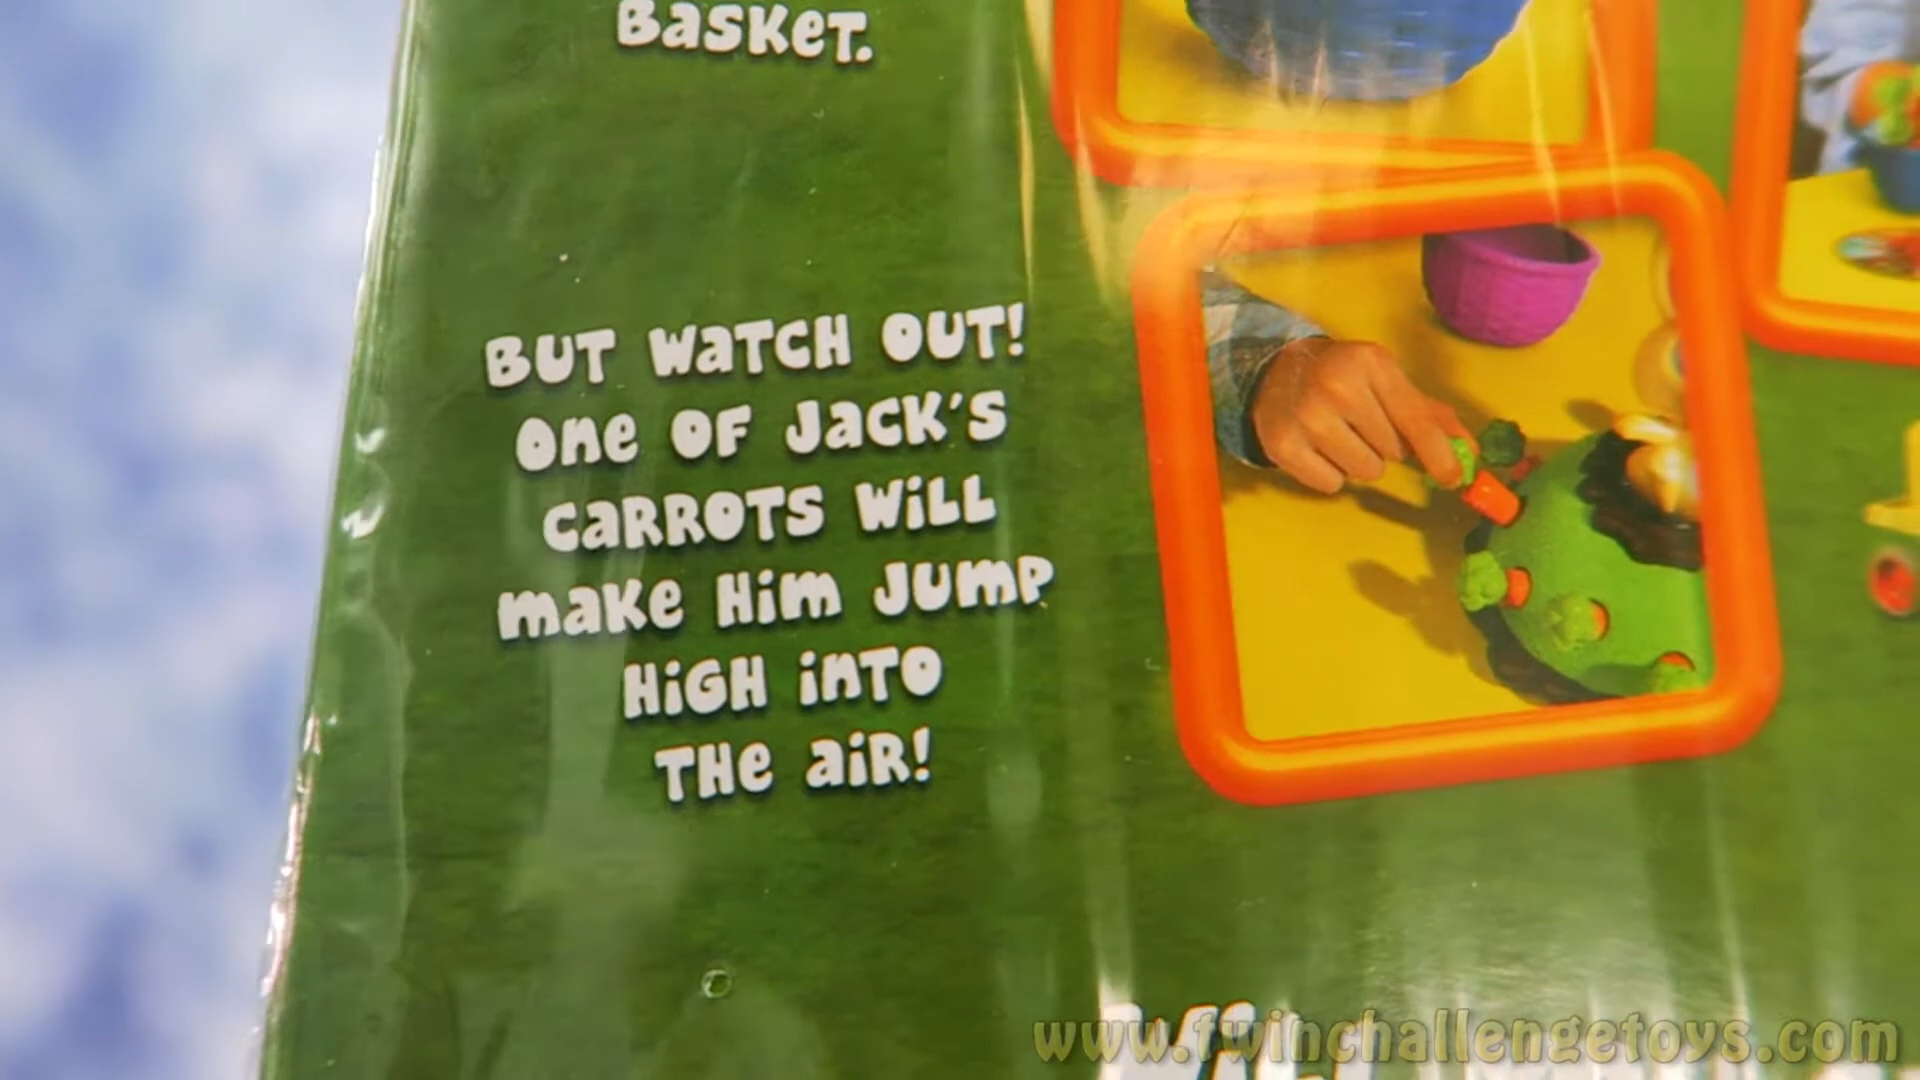 BaSKeT.
BUT WaTCH OUT!
One OF JaCK'S
CaRROTS WiLL
maKe Him JUmP
HiGH inTO
THe aiR!
www.twinchallengetoys.com